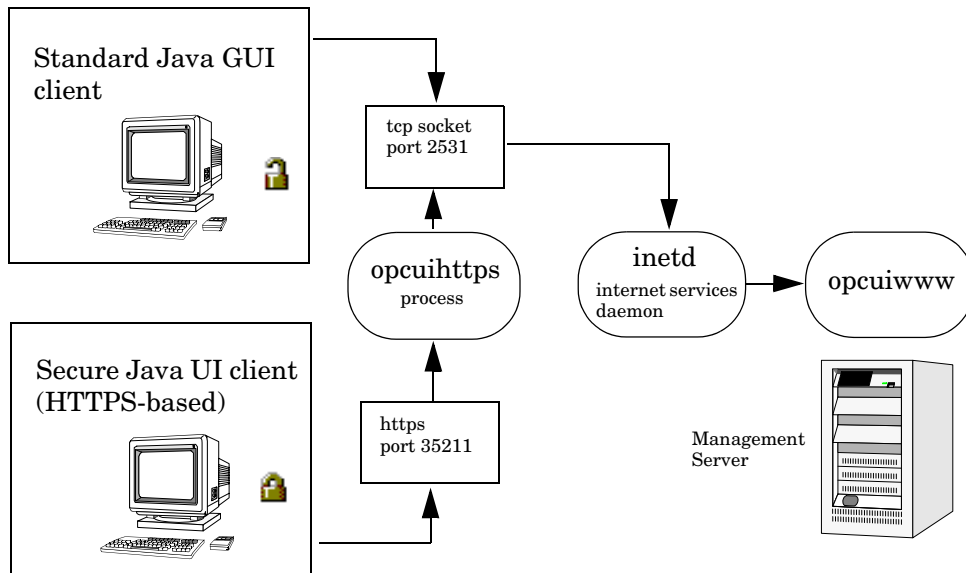 Standard Java GUI
client
tcp socket
port 2531
opcuihttps
process
inetd
internet services
daemon
opcuiwww
Secure Java UI client
(HTTPS-based)
https
port 35211
Management
Server